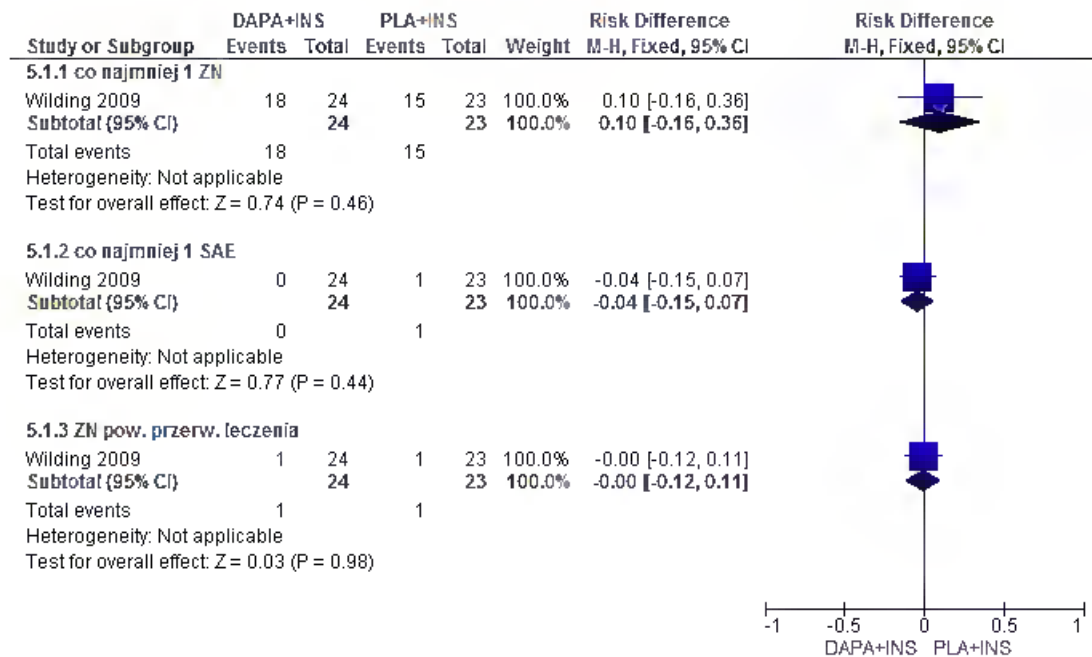 DAPA+INS PLA+INS Risk Difference Risk Difference
Study or Subgroup Events Total Events Total Weight M-H, Fixed, 95% CI M-H, Fixed, 95% CI
5.1.1 co najmniej 1 ZN
Wilding 2009 18 24 15 23 100.0% 0.10 [-0.16, 0.36]
Subtotal (95% CI) 24 23 100.0% 0.10 [-0.16, 0.36]
Total events 18 15
Heterogeneity: Not applicable
Test for overall effect: Z = 0.74 (P = 0.46)
5.1.2 co najmniej 1 SAE
Wilding 2009 0 24 1 23 100.0% -0.04 [-0.15, 0.07]
Subtotal (95% CI) 24 23 100.0% -0.04 [-0.15, 0.07]
Total events 0 1
Heterogeneity: Not applicable
Test for overall effect: Z = 0.77 (P = 0.44)
5.1.3 ZN pow. przerw. leczenia
Wilding 2009 1 24 1 23 100.0% -0.00 [-0.12, 0.11]
Subtotal (95% CI) 24 23 100.0% -0.00 [-0.12, 0.11]
Total events 1 1
Heterogeneity: Not applicable
Test for overall effect: Z = 0.03 (P = 0.98)
-1 -0.5 0 0.5 1
DAPA+INS PLA+INS